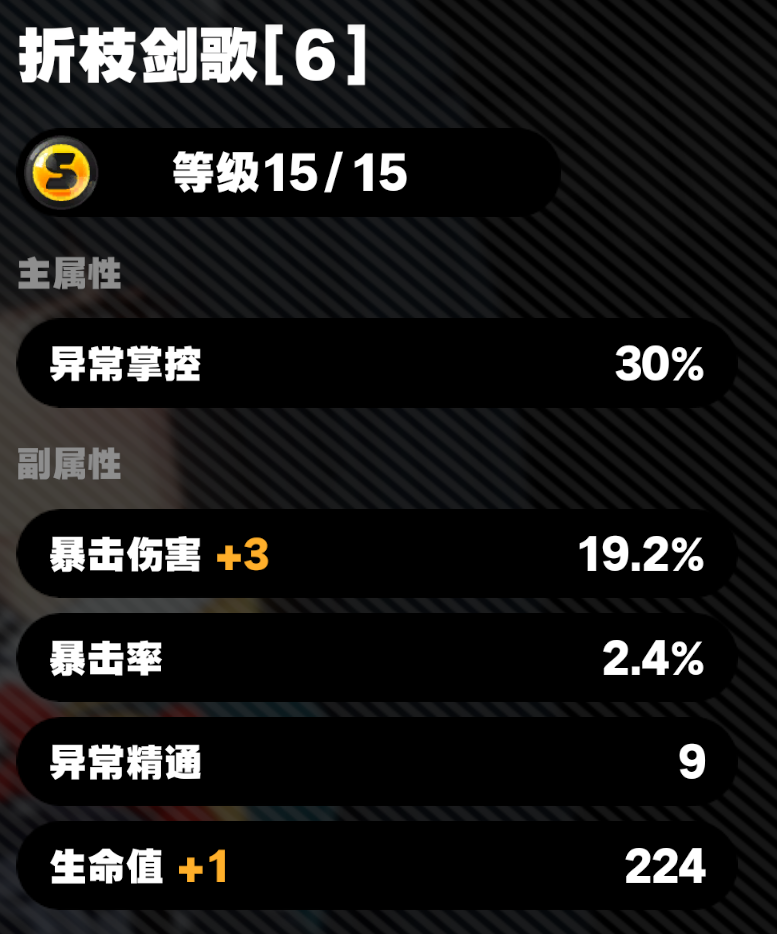 折枝剑歌[6]
S 等级15/15
主属性
异常掌控 30%
副属性
暴击伤害 +3 19.2%
暴击率 2.4%
异常精通 9
生命值 +1 224